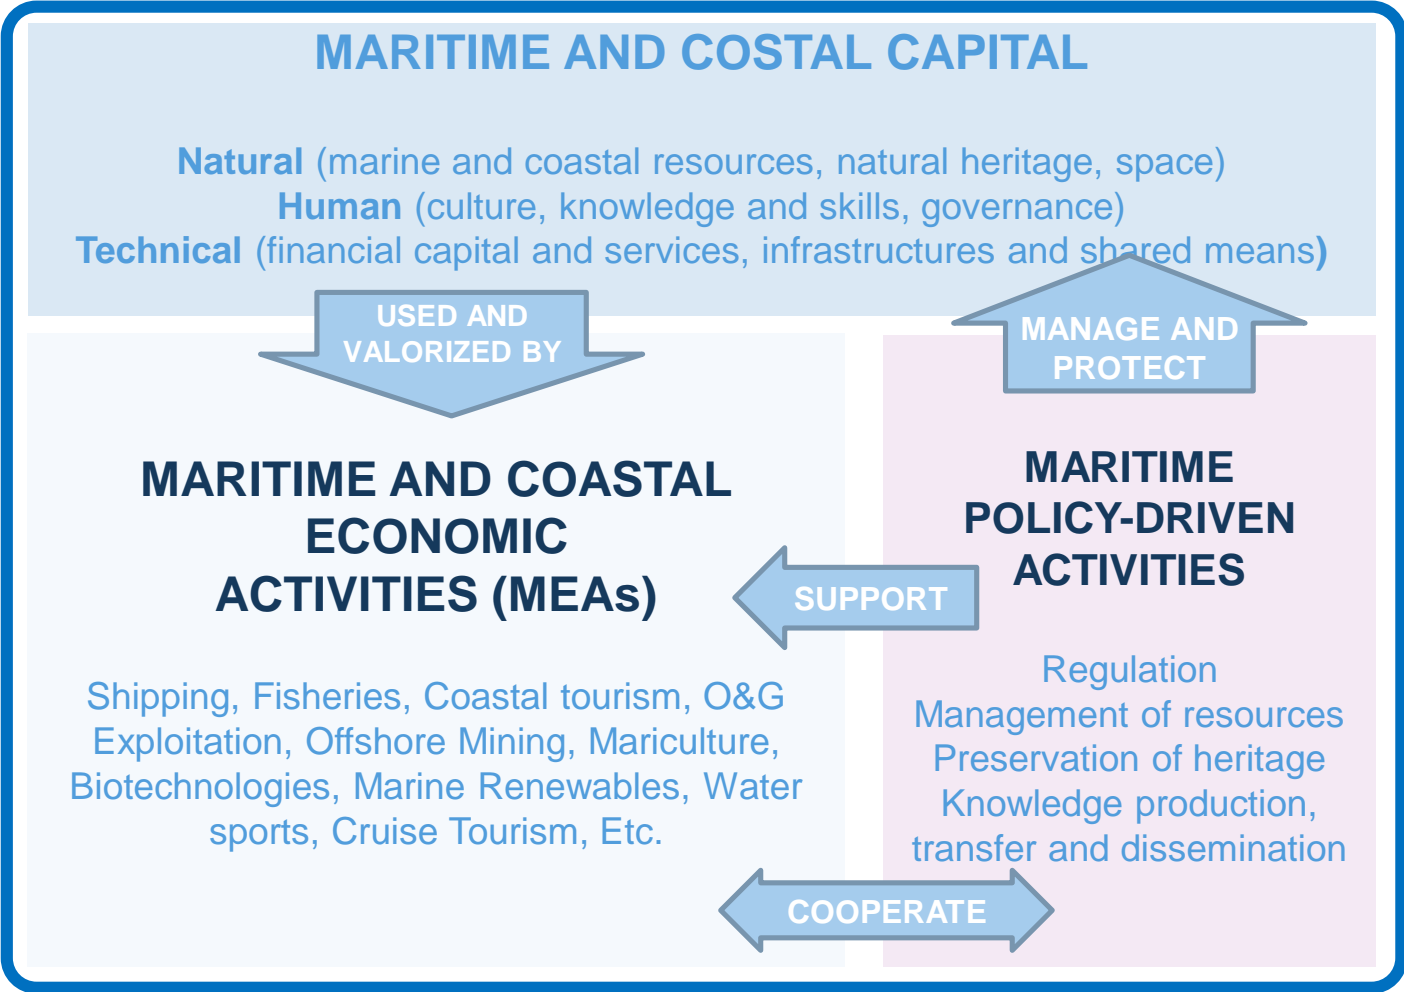 MARITIME AND COSTAL CAPITAL
Natural (marine and coastal resources, natural heritage, space)
Human (culture, knowledge and skills, governance)
Technical (financial capital and services, infrastructures and shared means)
USED AND
VALORIZED BY
MANAGE AND
PROTECT
MARITIME AND COASTAL
ECONOMIC
ACTIVITIES (MEAs)
Shipping, Fisheries, Coastal tourism, O&G
Exploitation, Offshore Mining, Mariculture,
Biotechnologies, Marine Renewables, Water
sports, Cruise Tourism, Etc.
SUPPORT
MARITIME
POLICY-DRIVEN
ACTIVITIES
Regulation
Management of resources
Preservation of heritage
Knowledge production,
transfer and dissemination
COOPERATE